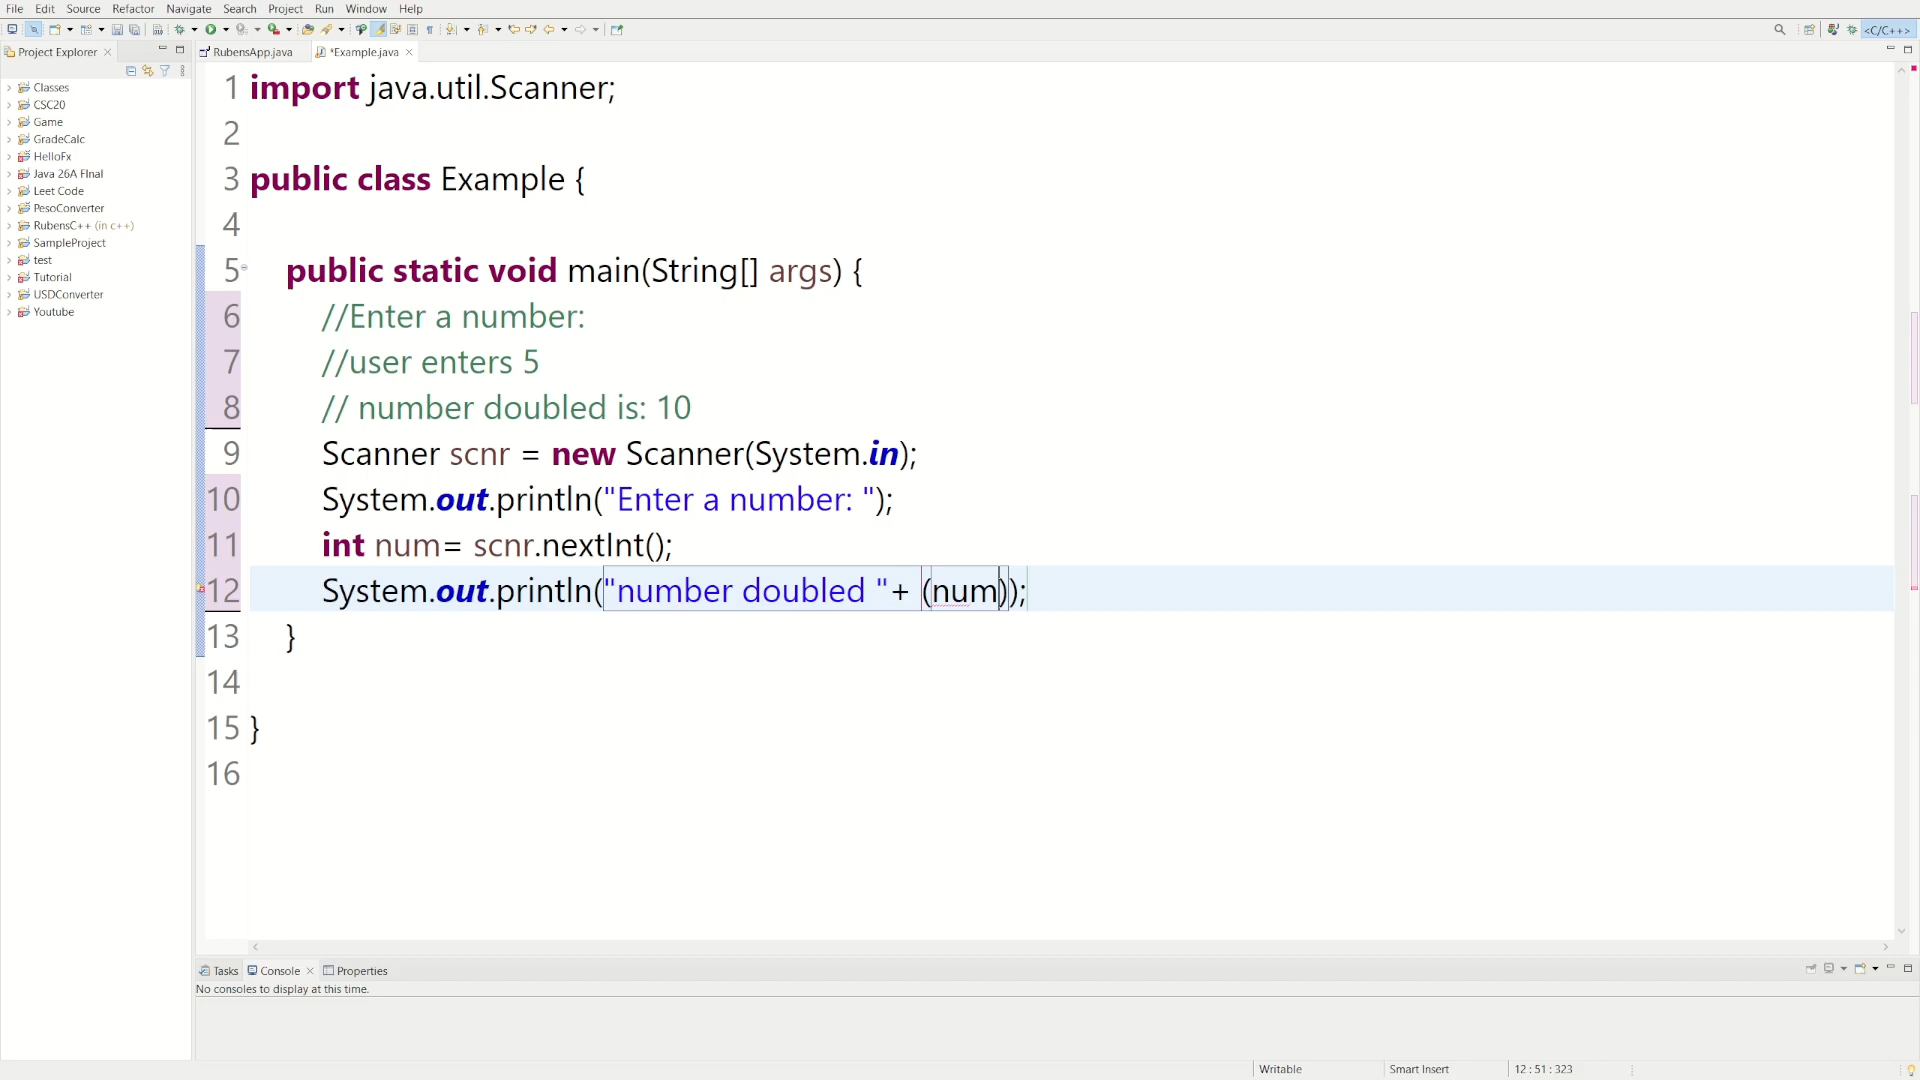 File Edit Source Refactor Navigate Search Project Run Window Help
<C/C++>
Project Explorer
RubensApp.java
*Example.java
Classes
CSC20
Game
GradeCalc
HelloFx
Java 26A FInal
Leet Code
PesoConverter
RubensC++ (in c++)
SampleProject
test
Tutorial
USDConverter
Youtube
1 import java.util.Scanner;
2
3 public class Example {
4
5 public static void main(String[] args) {
6 //Enter a number:
7 //user enters 5
8 // number doubled is: 10
9 Scanner scnr = new Scanner(System.in);
10 System.out.println("Enter a number: ");
11 int num= scnr.nextInt();
12 System.out.println("number doubled "+ (num));
13 }
14
15 }
16
Tasks Console Properties
No consoles to display at this time.
Writable Smart Insert 12 : 51 : 323